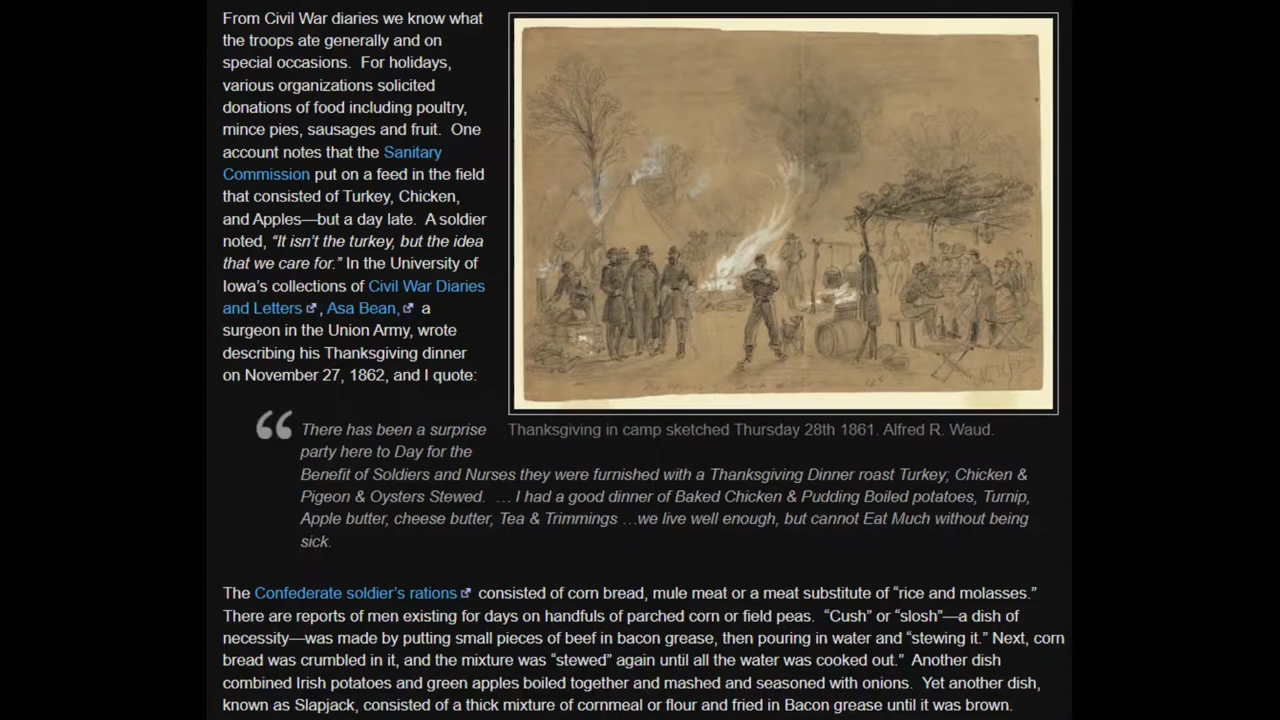 From Civil War diaries we know what
the troops ate generally and on
special occasions.  For holidays,
various organizations solicited
donations of food including poultry,
mince pies, sausages and fruit.  One
account notes that the Sanitary
Commission put on a feed in the field
that consisted of Turkey, Chicken,
and Apples—but a day late.  A soldier
noted, “It isn’t the turkey, but the idea
that we care for.” In the University of
Iowa’s collections of Civil War Diaries
and Letters, Asa Bean, a
surgeon in the Union Army, wrote
describing his Thanksgiving dinner
on November 27, 1862, and I quote:
Thanksgiving in camp sketched Thursday 28th 1861. Alfred R. Waud.
“There has been a surprise
party here to Day for the
Benefit of Soldiers and Nurses they were furnished with a Thanksgiving Dinner roast Turkey; Chicken &
Pigeon & Oysters Stewed.  … I had a good dinner of Baked Chicken & Pudding Boiled potatoes, Turnip,
Apple butter, cheese butter, Tea & Trimmings …we live well enough, but cannot Eat Much without being
sick.
The Confederate soldier’s rations consisted of corn bread, mule meat or a meat substitute of “rice and molasses.”
There are reports of men existing for days on handfuls of parched corn or field peas.  “Cush” or “slosh”—a dish of
necessity—was made by putting small pieces of beef in bacon grease, then pouring in water and “stewing it.” Next, corn
bread was crumbled in it, and the mixture was “stewed” again until all the water was cooked out.”  Another dish
combined Irish potatoes and green apples boiled together and mashed and seasoned with onions.  Yet another dish,
known as Slapjack, consisted of a thick mixture of cornmeal or flour and fried in Bacon grease until it was brown.